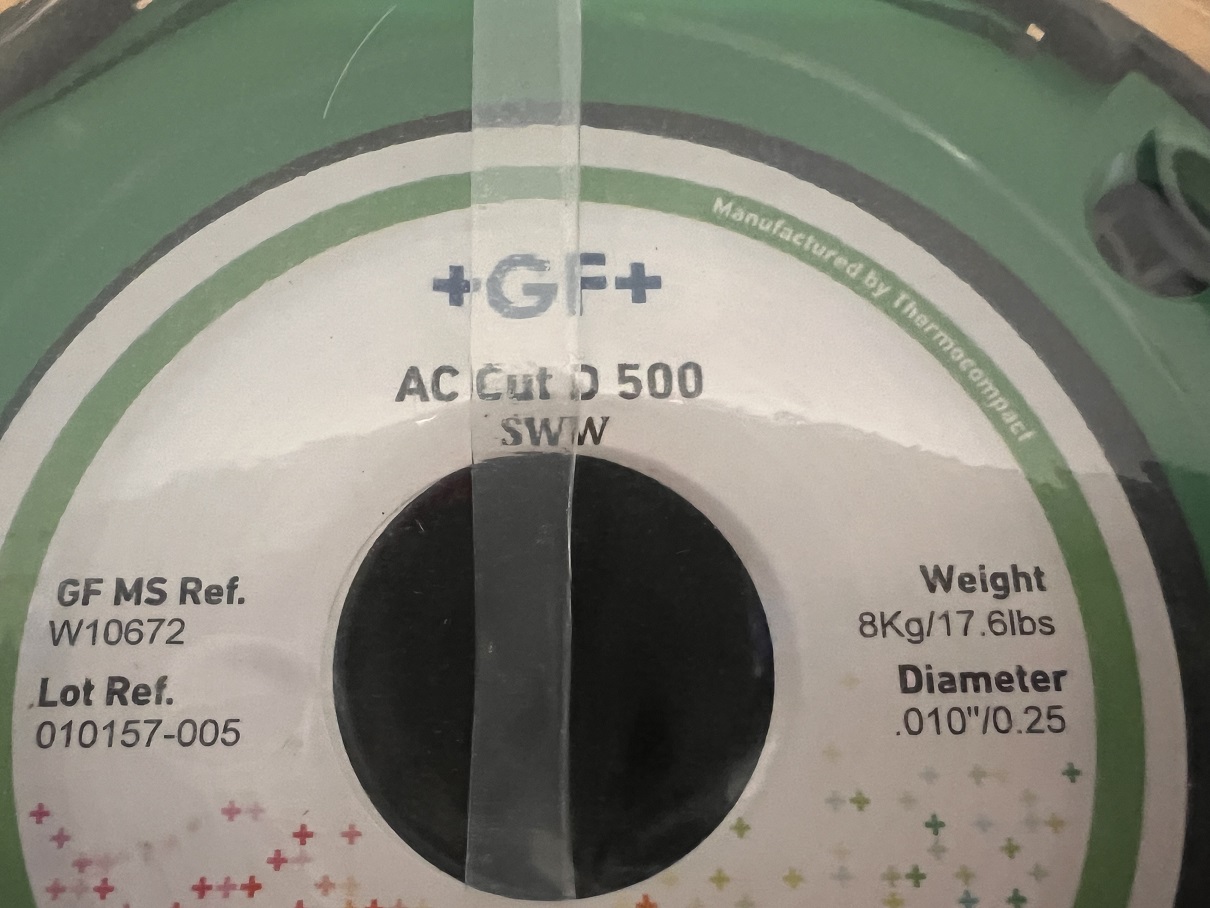 Manufactured by Thermocompact
+GF+
AC Cut D 500
SWW
GF MS Ref.
W10672
Lot Ref.
010157-005
Weight
8Kg/17.6lbs
Diameter
.010"/0.25